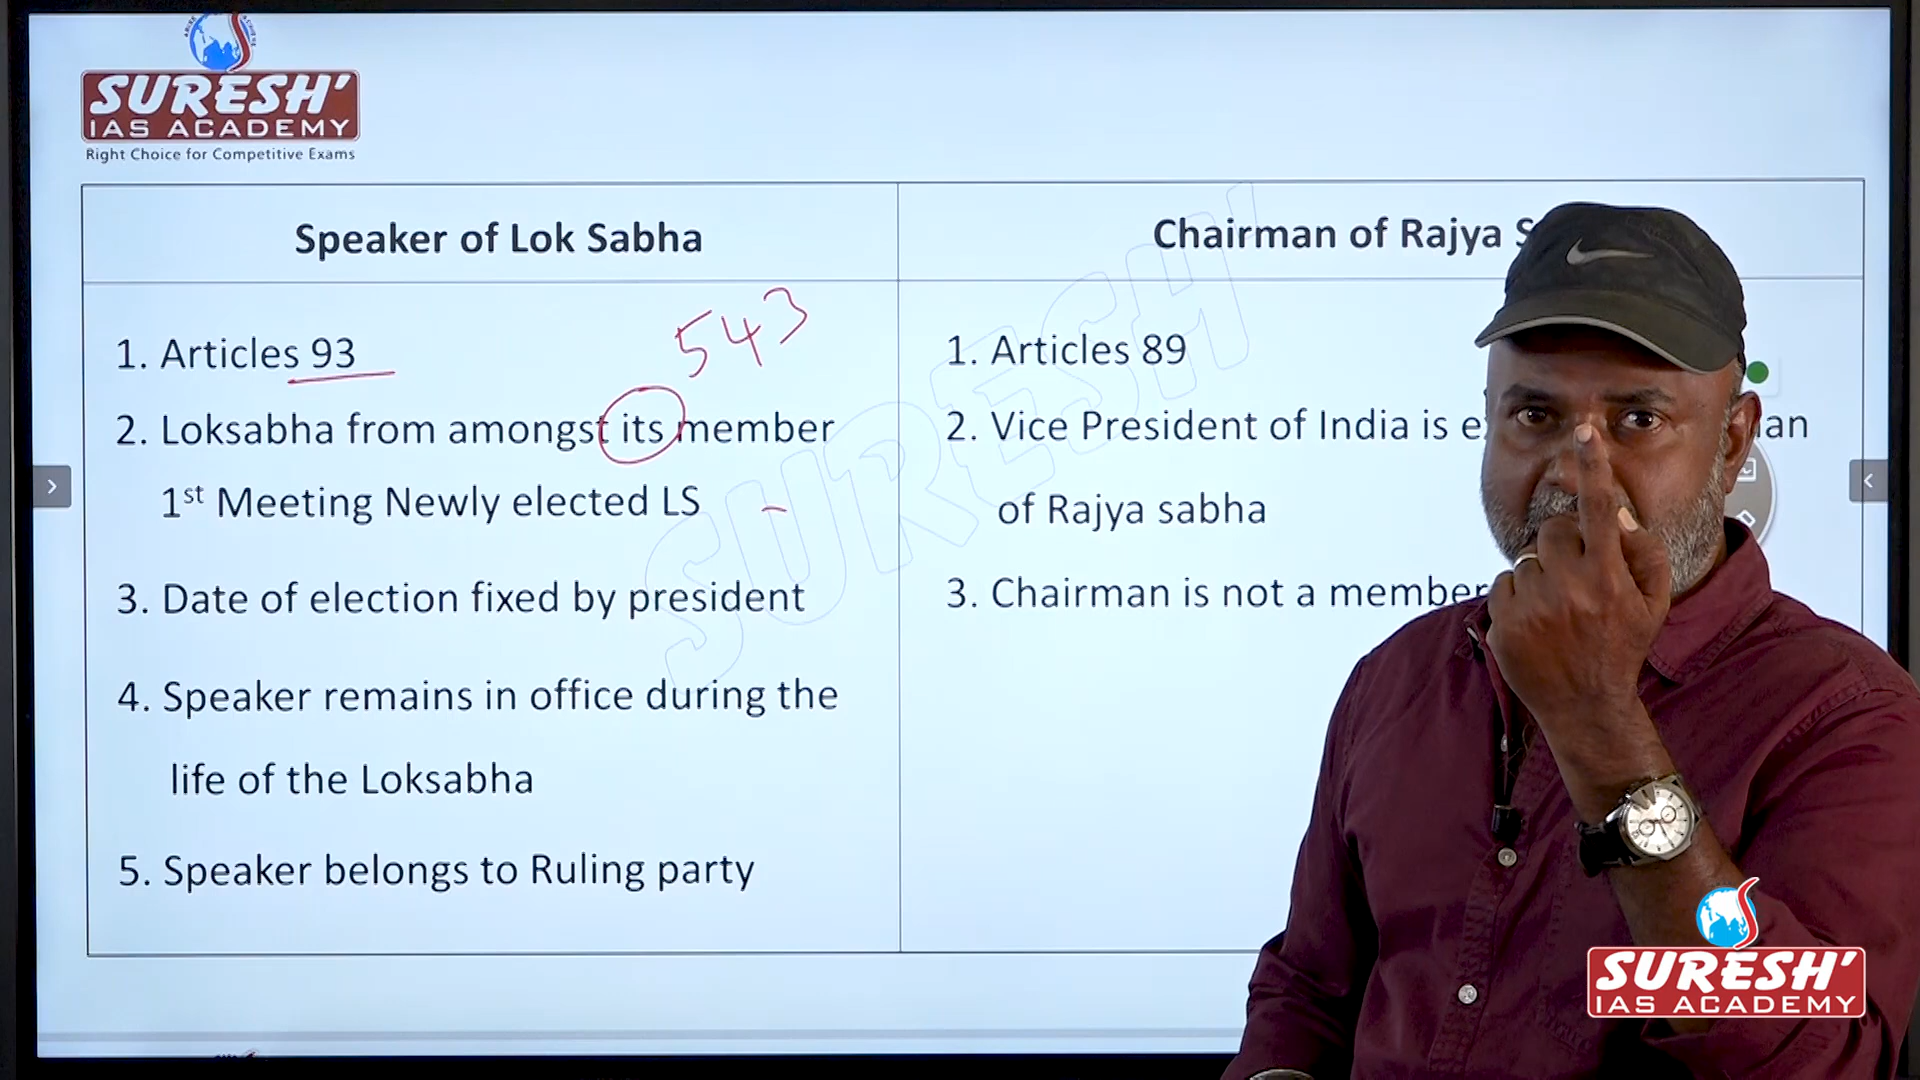 SURESH'
IAS ACADEMY
Right Choice for Competitive Exams
Speaker of Lok Sabha
1. Articles 93
543
2. Loksabha from amongst its member
1st Meeting Newly elected LS
3. Date of election fixed by president
4. Speaker remains in office during the
life of the Loksabha
5. Speaker belongs to Ruling party
Chairman of Rajya S
1. Articles 89
2. Vice President of India is e
of Rajya sabha
3. Chairman is not a member
SURESH
SURESH'
IAS ACADEMY